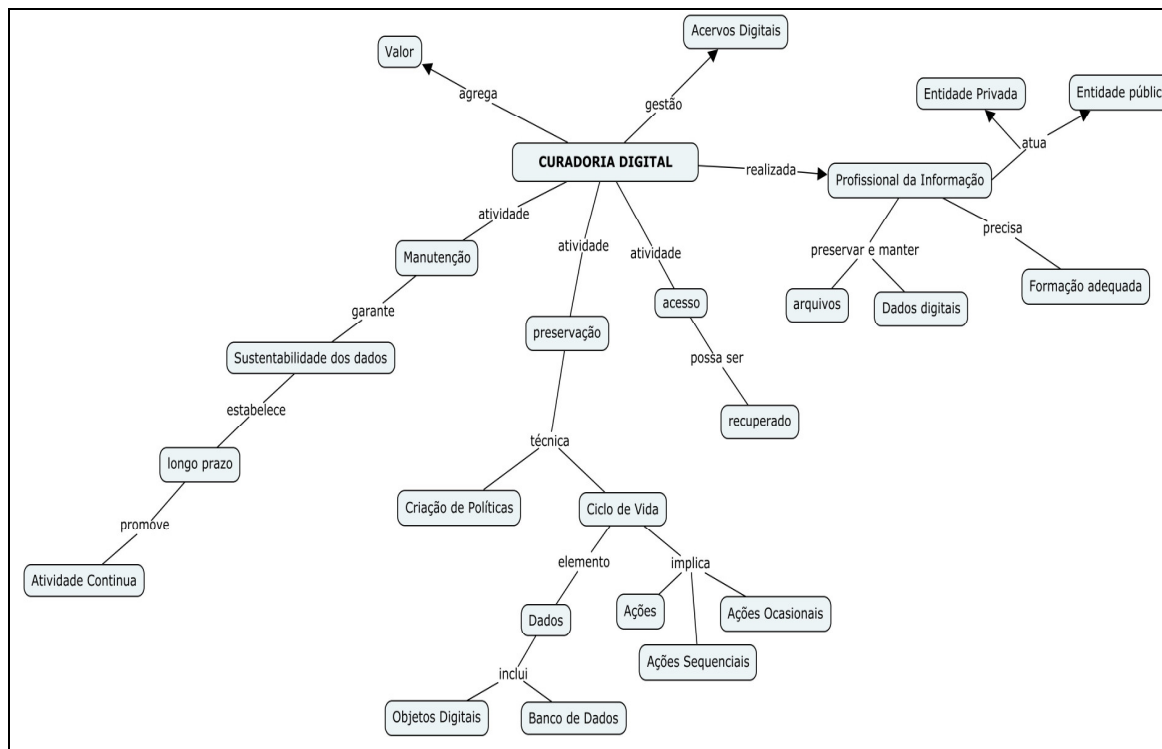 Acervos Digitais
Valor
agrega
gestão
Entidade Privada
Entidade públic
atua
CURADORIA DIGITAL
realizada
Profissional da Informação
atividade
atividade
atividade
precisa
preservar e manter
Manutenção
Formação adequada
acesso
arquivos
Dados digitais
garante
preservação
Sustentabilidade dos dados
possa ser
estabelece
recuperado
técnica
longo prazo
Criação de Políticas
Ciclo de Vida
promove
elemento
implica
Atividade Continua
Dados
Ações
Ações Ocasionais
Ações Sequenciais
inclui
Objetos Digitais
Banco de Dados